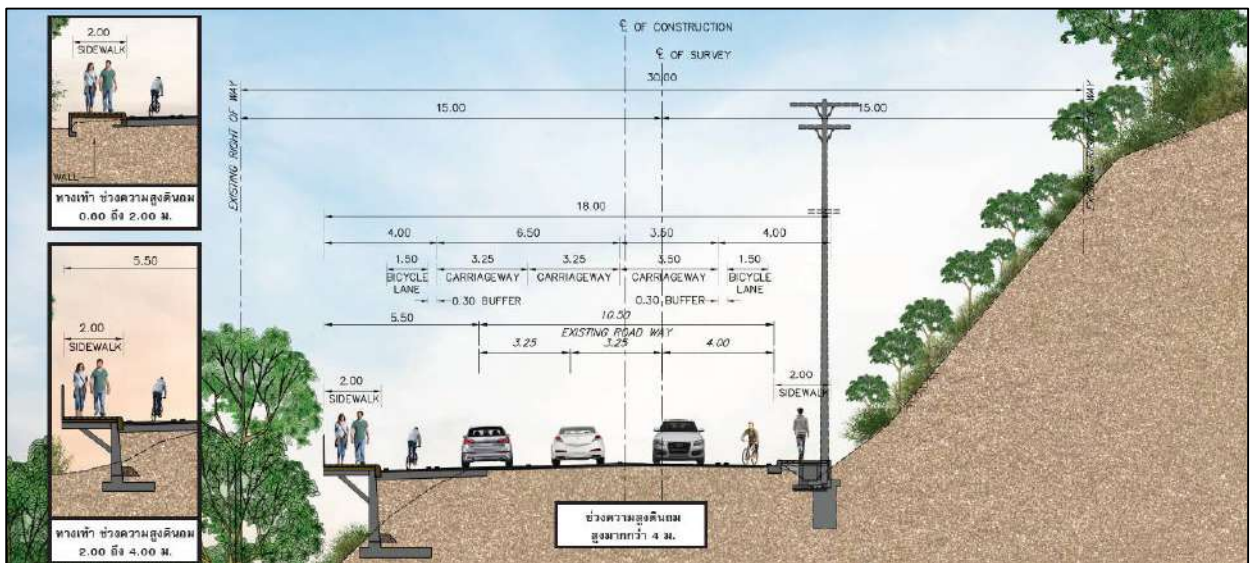 2.00
SIDEWALK
WALL
ทางเท้า ช่วงความสูงดินถม
0.60 ถึง 2.00 ม.
5.50
2.00
SIDEWALK
ทางเท้า ช่วงความสูงดินถม
2.00 ถึง 4.00 ม.
℄ OF CONSTRUCTION
℄ OF SURVEY
30.00
15.00 15.00
EXISTING RIGHT OF WAY
EXISTING RIGHT OF WAY
18.00
4.00 6.50 3.50 4.00
1.50 3.25 3.25 3.50 1.50
BICYCLE LANE CARRIAGEWAY CARRIAGEWAY CARRIAGEWAY BICYCLE LANE
0.30 BUFFER 0.30 BUFFER
5.50 10.50
EXISTING ROAD WAY
3.25 3.25 4.00
2.00 2.00
SIDEWALK SIDEWALK
ช่วงความสูงดินถม
สูงมากกว่า 4 ม.